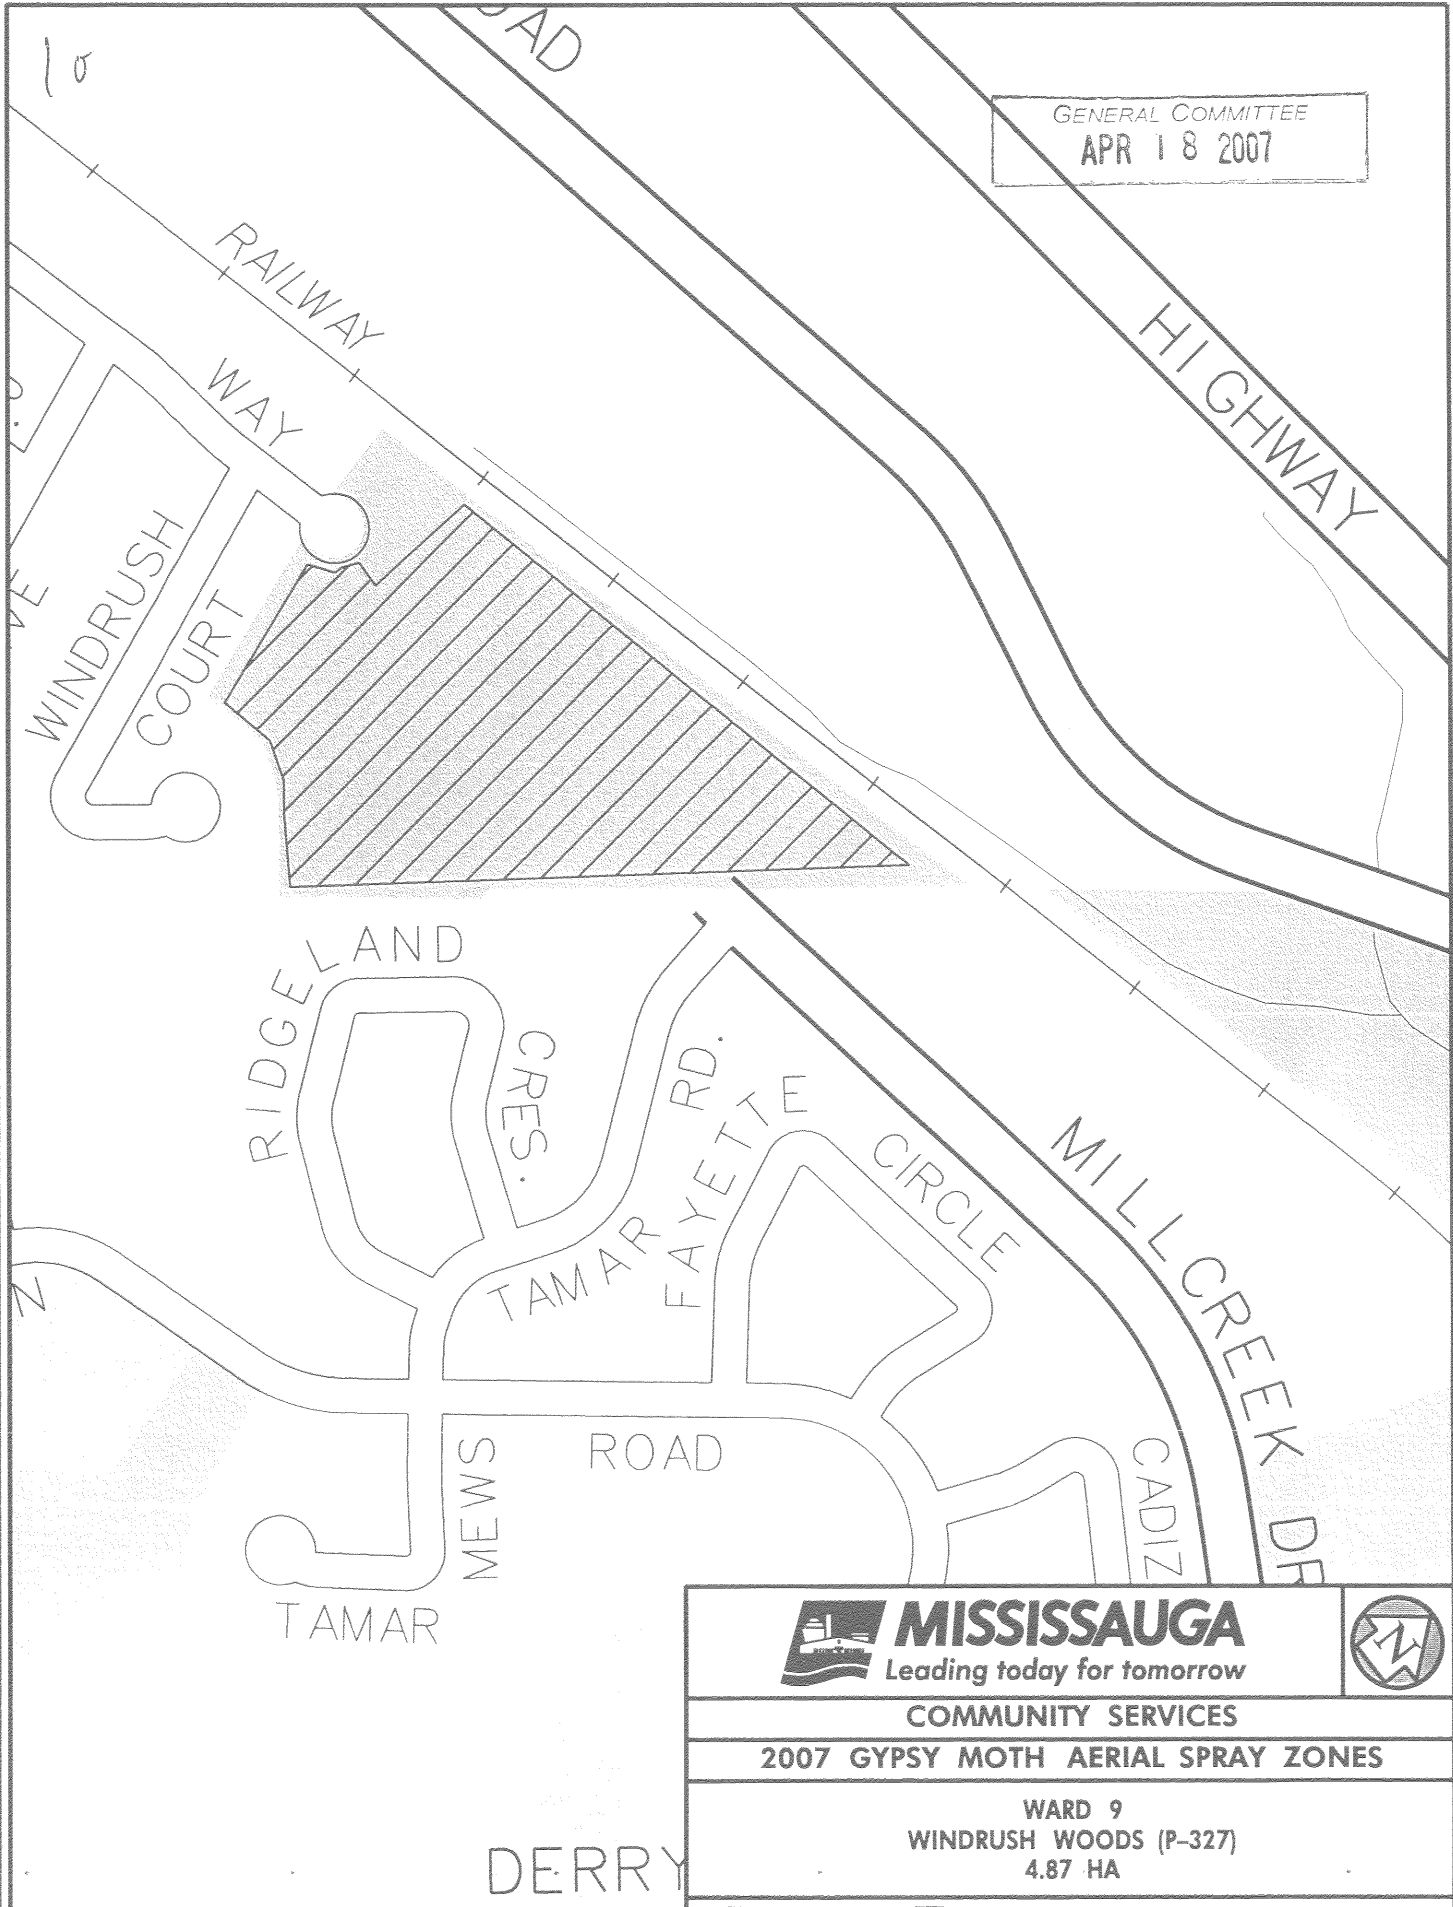 10
GENERAL COMMITTEE
APR 18 2007
HIGHWAY
RAILWAY
WAY
WINDRUSH
COURT
RIDGELAND
CRES.
TAMAR RD.
FAYETTE
CIRCLE
MILLCREEK DR
ROAD
MEWS
TAMAR
CADIZ
DERRY
MISSISSAUGA
Leading today for tomorrow
N
COMMUNITY SERVICES
2007 GYPSY MOTH AERIAL SPRAY ZONES
WARD 9
WINDRUSH WOODS (P-327)
4.87 HA